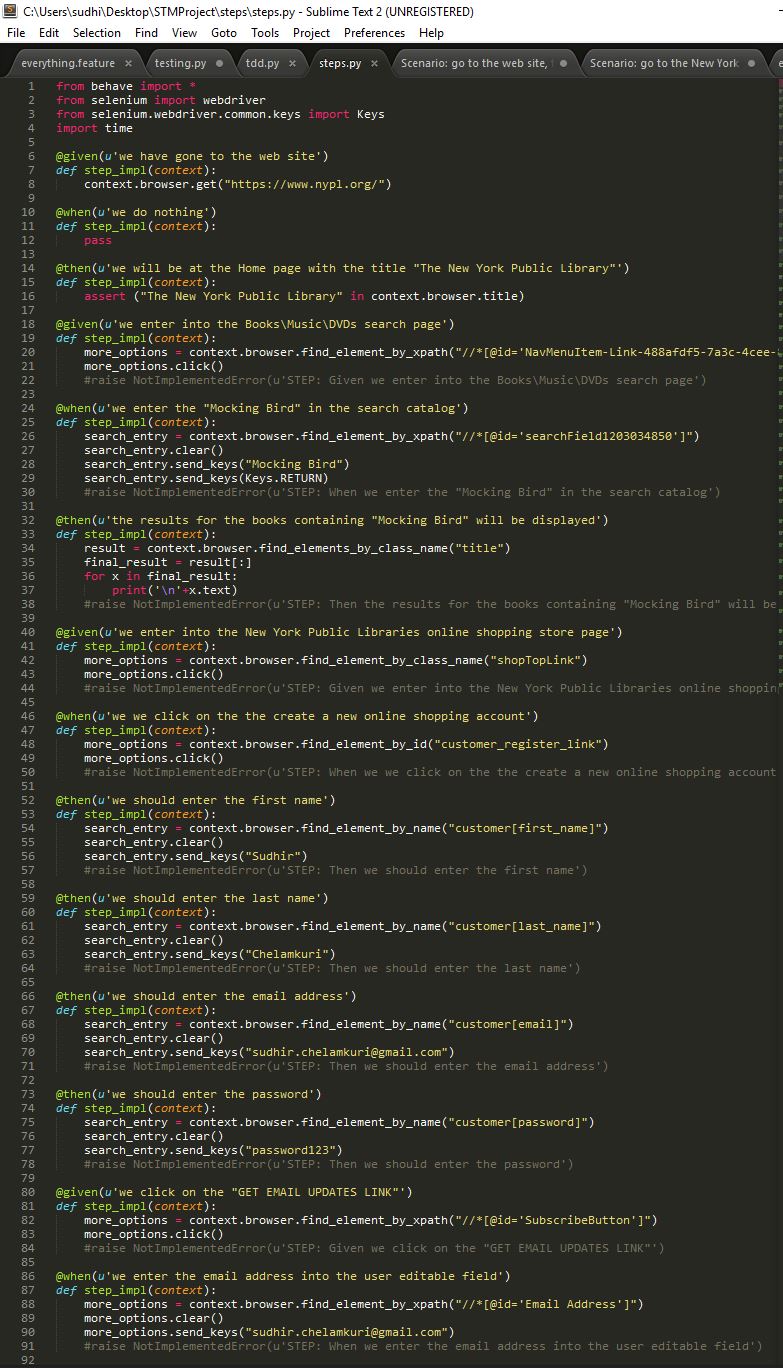 C:\Users\sudhi\Desktop\STMProject\steps\steps.py - Sublime Text 2 (UNREGISTERED)
File Edit Selection Find View Goto Tools Project Preferences Help
everything.feature × testing.py tdd.py × steps.py × Scenario: go to the web site, Scenario: go to the New York
1 from behave import *
2 from selenium import webdriver
3 from selenium.webdriver.common.keys import Keys
4 import time
5
6 @given(u'we have gone to the web site')
7 def step_impl(context):
8     context.browser.get("https://www.nypl.org/")
9
10 @when(u'we do nothing')
11 def step_impl(context):
12     pass
13
14 @then(u'we will be at the Home page with the title "The New York Public Library"')
15 def step_impl(context):
16     assert ("The New York Public Library" in context.browser.title)
17
18 @given(u'we enter into the Books\Music\DVDs search page')
19 def step_impl(context):
20     more_options = context.browser.find_element_by_xpath("//*[@id='NavMenuItem-Link-488afdf5-7a3c-4cee-
21     more_options.click()
22     #raise NotImplementedError(u'STEP: Given we enter into the Books\Music\DVDs search page')
23
24 @when(u'we enter the "Mocking Bird" in the search catalog')
25 def step_impl(context):
26     search_entry = context.browser.find_element_by_xpath("//*[@id='searchField1203034850']")
27     search_entry.clear()
28     search_entry.send_keys("Mocking Bird")
29     search_entry.send_keys(Keys.RETURN)
30     #raise NotImplementedError(u'STEP: When we enter the "Mocking Bird" in the search catalog')
31
32 @then(u'the results for the books containing "Mocking Bird" will be displayed')
33 def step_impl(context):
34     result = context.browser.find_elements_by_class_name("title")
35     final_result = result[:]
36     for x in final_result:
37         print('\n'+x.text)
38     #raise NotImplementedError(u'STEP: Then the results for the books containing "Mocking Bird" will be
39
40 @given(u'we enter into the New York Public Libraries online shopping store page')
41 def step_impl(context):
42     more_options = context.browser.find_element_by_class_name("shopTopLink")
43     more_options.click()
44     #raise NotImplementedError(u'STEP: Given we enter into the New York Public Libraries online shoppin
45
46 @when(u'we we click on the the create a new online shopping account')
47 def step_impl(context):
48     more_options = context.browser.find_element_by_id("customer_register_link")
49     more_options.click()
50     #raise NotImplementedError(u'STEP: When we we click on the the create a new online shopping account
51
52 @then(u'we should enter the first name')
53 def step_impl(context):
54     search_entry = context.browser.find_element_by_name("customer[first_name]")
55     search_entry.clear()
56     search_entry.send_keys("Sudhir")
57     #raise NotImplementedError(u'STEP: Then we should enter the first name')
58
59 @then(u'we should enter the last name')
60 def step_impl(context):
61     search_entry = context.browser.find_element_by_name("customer[last_name]")
62     search_entry.clear()
63     search_entry.send_keys("Chelamkuri")
64     #raise NotImplementedError(u'STEP: Then we should enter the last name')
65
66 @then(u'we should enter the email address')
67 def step_impl(context):
68     search_entry = context.browser.find_element_by_name("customer[email]")
69     search_entry.clear()
70     search_entry.send_keys("sudhir.chelamkuri@gmail.com")
71     #raise NotImplementedError(u'STEP: Then we should enter the email address')
72
73 @then(u'we should enter the password')
74 def step_impl(context):
75     search_entry = context.browser.find_element_by_name("customer[password]")
76     search_entry.clear()
77     search_entry.send_keys("password123")
78     #raise NotImplementedError(u'STEP: Then we should enter the password')
79
80 @given(u'we click on the "GET EMAIL UPDATES LINK"')
81 def step_impl(context):
82     more_options = context.browser.find_element_by_xpath("//*[@id='SubscribeButton']")
83     more_options.click()
84     #raise NotImplementedError(u'STEP: Given we click on the "GET EMAIL UPDATES LINK"')
85
86 @when(u'we enter the email address into the user editable field')
87 def step_impl(context):
88     more_options = context.browser.find_element_by_xpath("//*[@id='Email Address']")
89     more_options.clear()
90     more_options.send_keys("sudhir.chelamkuri@gmail.com")
91     #raise NotImplementedError(u'STEP: When we enter the email address into the user editable field')
92